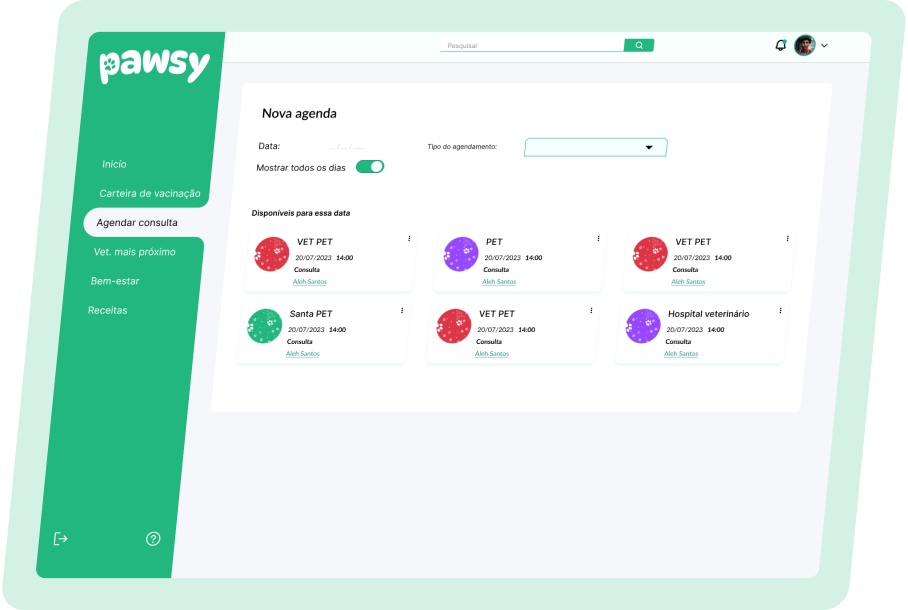 pawsy
Pesquisar
Início
Carteira de vacinação
Agendar consulta
Vet. mais próximo
Bem-estar
Receitas
Nova agenda
Data: __ / __ / ____ Tipo do agendamento:
Mostrar todos os dias
Disponíveis para essa data
VET PET
20/07/2023 14:00
Consulta
Aleh Santos
PET
20/07/2023 14:00
Consulta
Aleh Santos
VET PET
20/07/2023 14:00
Consulta
Aleh Santos
Santa PET
20/07/2023 14:00
Consulta
Aleh Santos
VET PET
20/07/2023 14:00
Consulta
Aleh Santos
Hospital veterinário
20/07/2023 14:00
Consulta
Aleh Santos